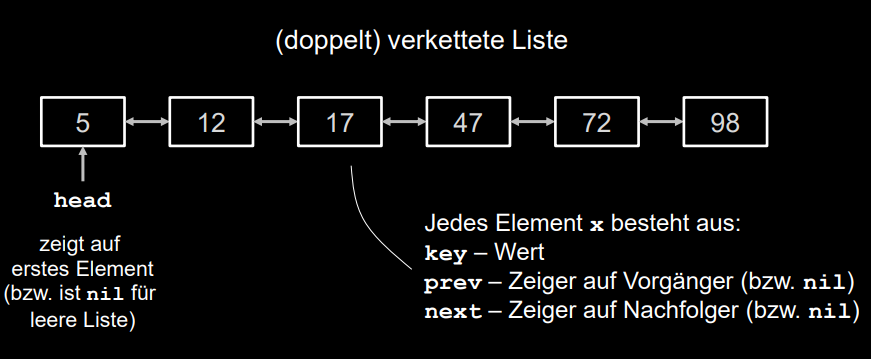 (doppelt) verkettete Liste
5
12
17
47
72
98
head
zeigt auf
erstes Element
(bzw. ist nil für
leere Liste)
Jedes Element x besteht aus:
key – Wert
prev – Zeiger auf Vorgänger (bzw. nil)
next – Zeiger auf Nachfolger (bzw. nil)